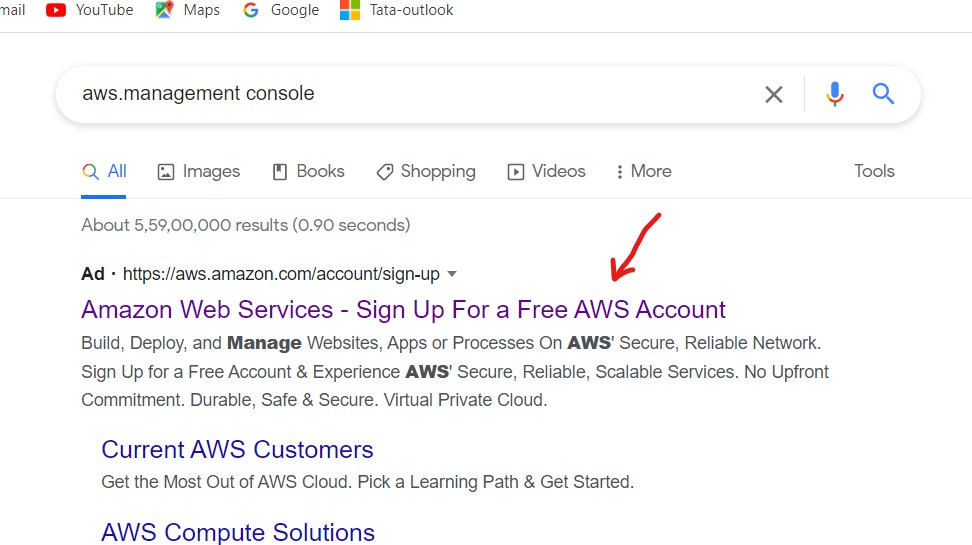 mail YouTube Maps Google Tata-outlook
aws.management console
All Images Books Shopping Videos More Tools
About 5,59,00,000 results (0.90 seconds)
Ad · https://aws.amazon.com/account/sign-up
Amazon Web Services - Sign Up For a Free AWS Account
Build, Deploy, and Manage Websites, Apps or Processes On AWS' Secure, Reliable Network.
Sign Up for a Free Account & Experience AWS' Secure, Reliable, Scalable Services. No Upfront
Commitment. Durable, Safe & Secure. Virtual Private Cloud.
Current AWS Customers
Get the Most Out of AWS Cloud. Pick a Learning Path & Get Started.
AWS Compute Solutions